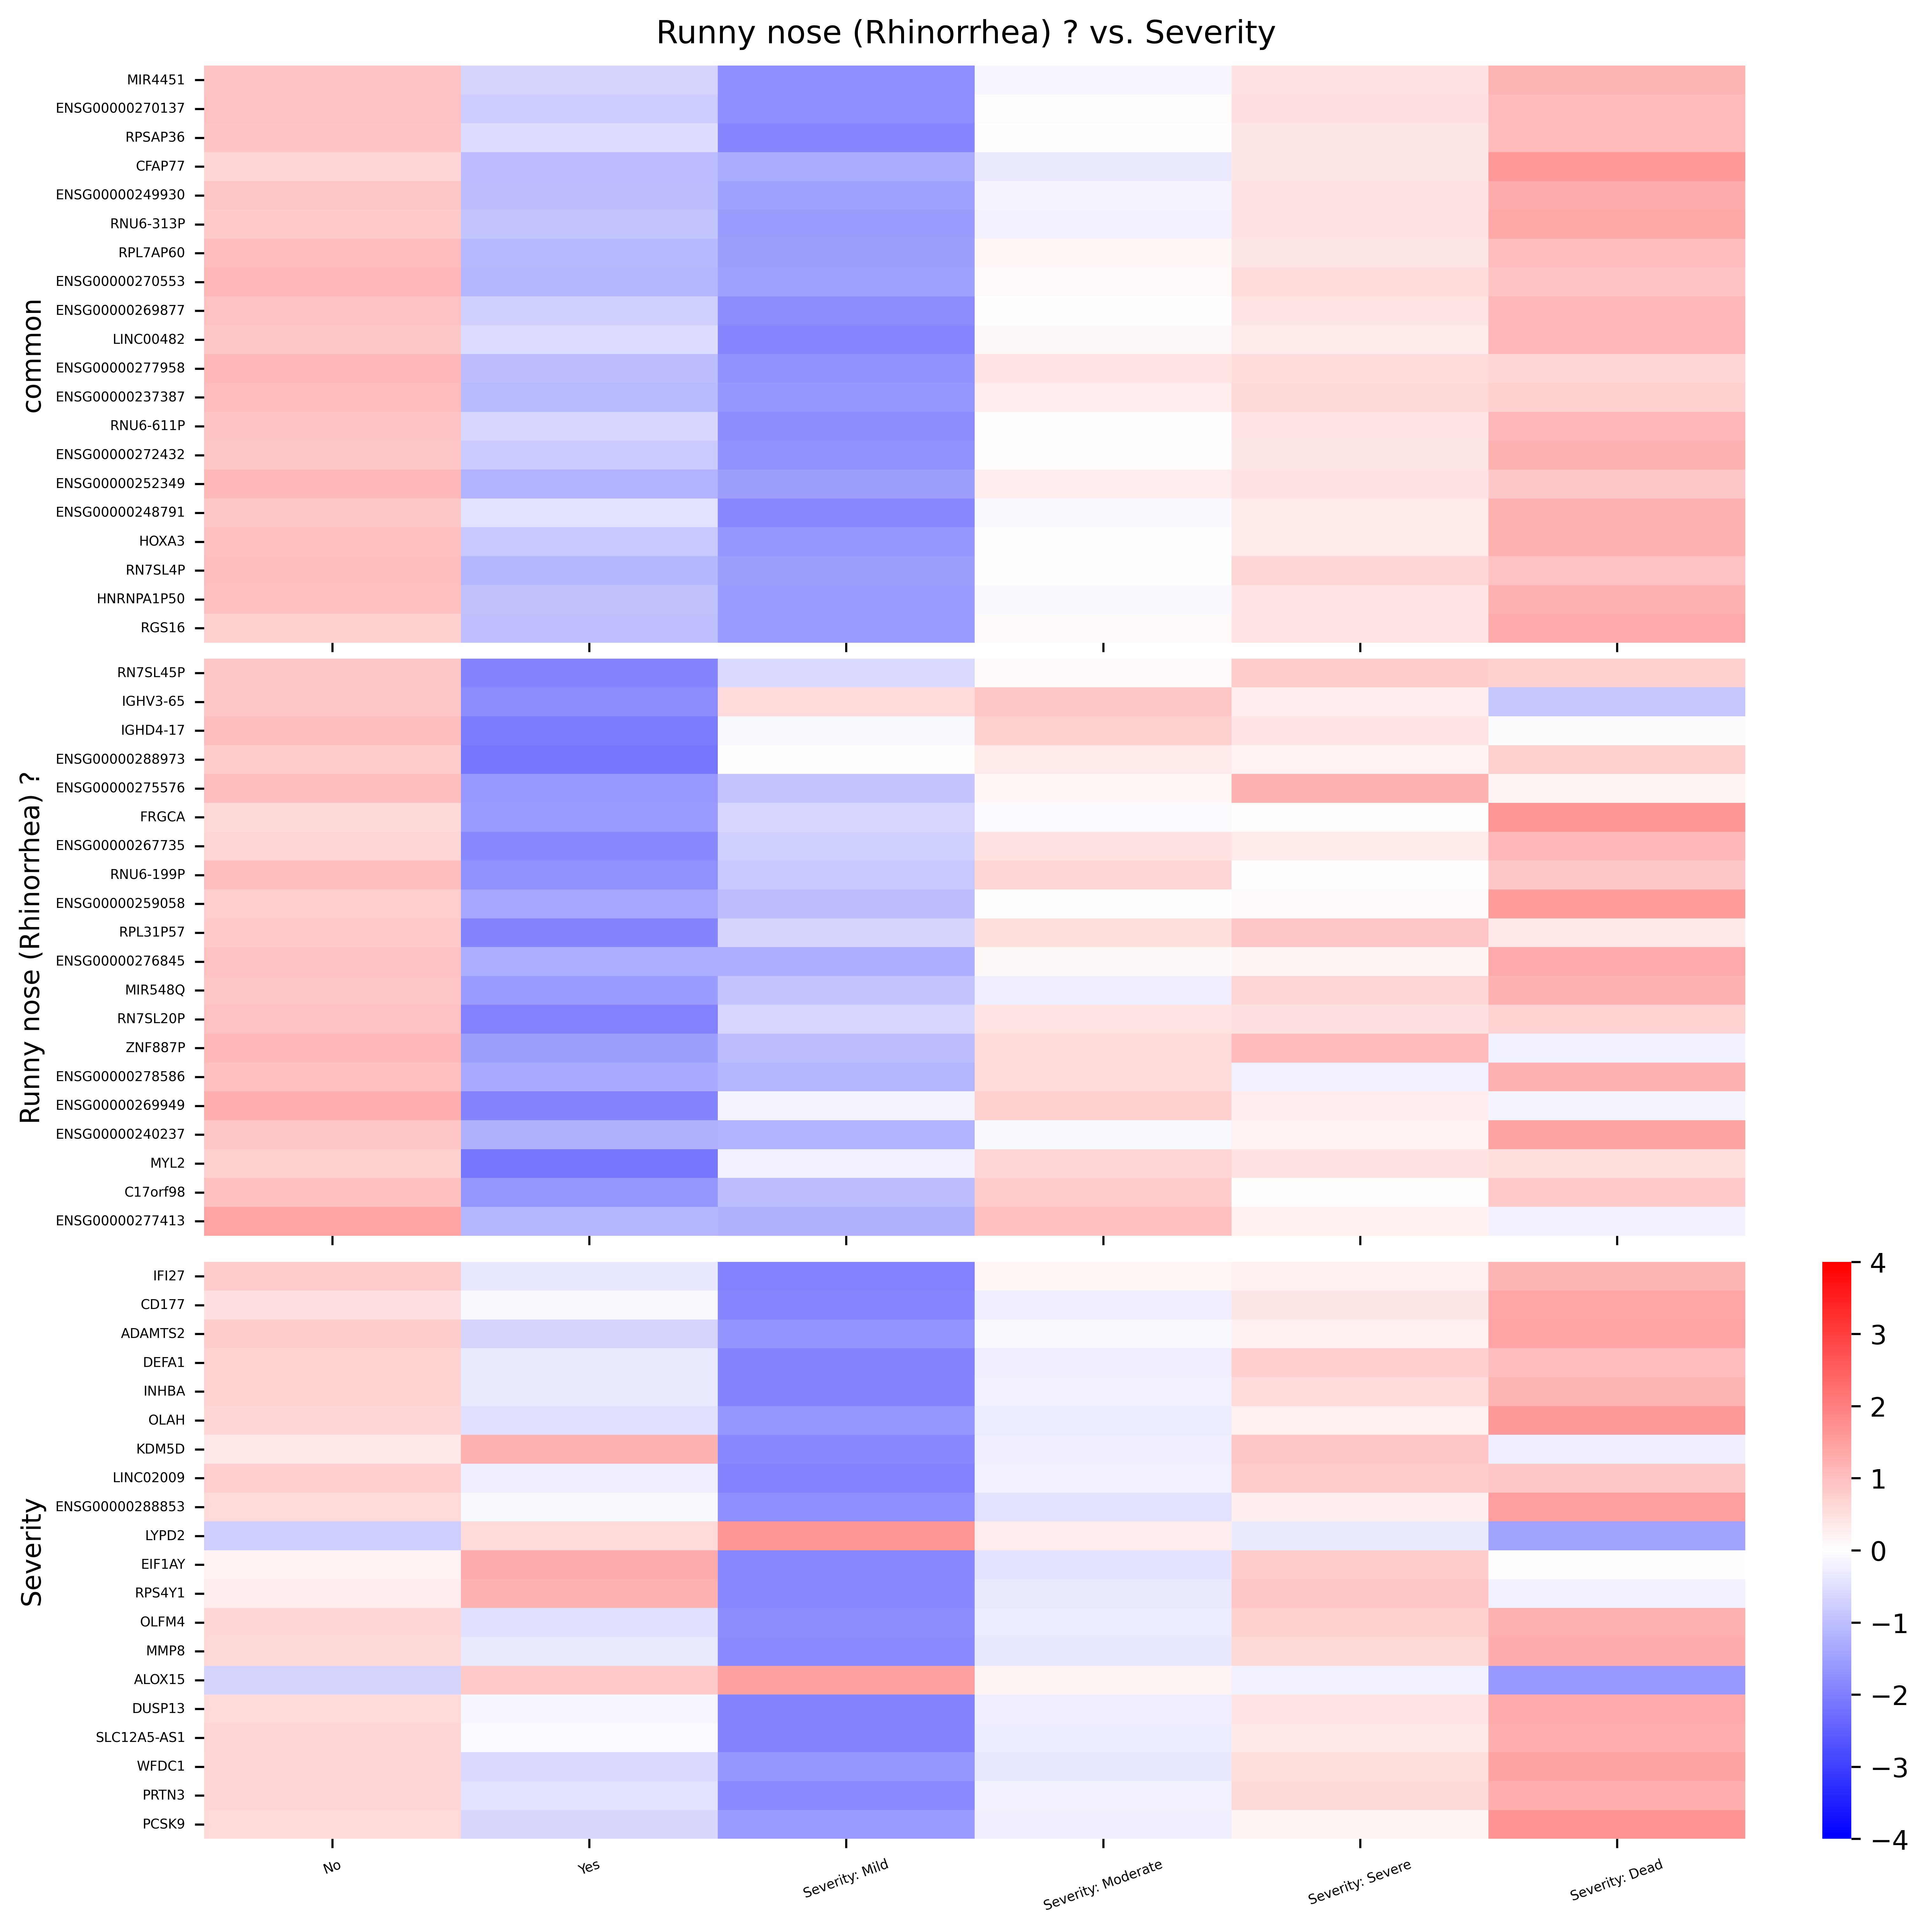 Runny nose (Rhinorrhea) ? vs. Severity
common
MIR4451
ENSG00000270137
RPSAP36
CFAP77
ENSG00000249930
RNU6-313P
RPL7AP60
ENSG00000270553
ENSG00000269877
LINC00482
ENSG00000277958
ENSG00000237387
RNU6-611P
ENSG00000272432
ENSG00000252349
ENSG00000248791
HOXA3
RN7SL4P
HNRNPA1P50
RGS16
Runny nose (Rhinorrhea) ?
RN7SL45P
IGHV3-65
IGHD4-17
ENSG00000288973
ENSG00000275576
FRGCA
ENSG00000267735
RNU6-199P
ENSG00000259058
RPL31P57
ENSG00000276845
MIR548Q
RN7SL20P
ZNF887P
ENSG00000278586
ENSG00000269949
ENSG00000240237
MYL2
C17orf98
ENSG00000277413
Severity
IFI27
CD177
ADAMTS2
DEFA1
INHBA
OLAH
KDM5D
LINC02009
ENSG00000288853
LYPD2
EIF1AY
RPS4Y1
OLFM4
MMP8
ALOX15
DUSP13
SLC12A5-AS1
WFDC1
PRTN3
PCSK9
No
Yes
Severity: Mild
Severity: Moderate
Severity: Severe
Severity: Dead
4
3
2
1
0
−1
−2
−3
−4